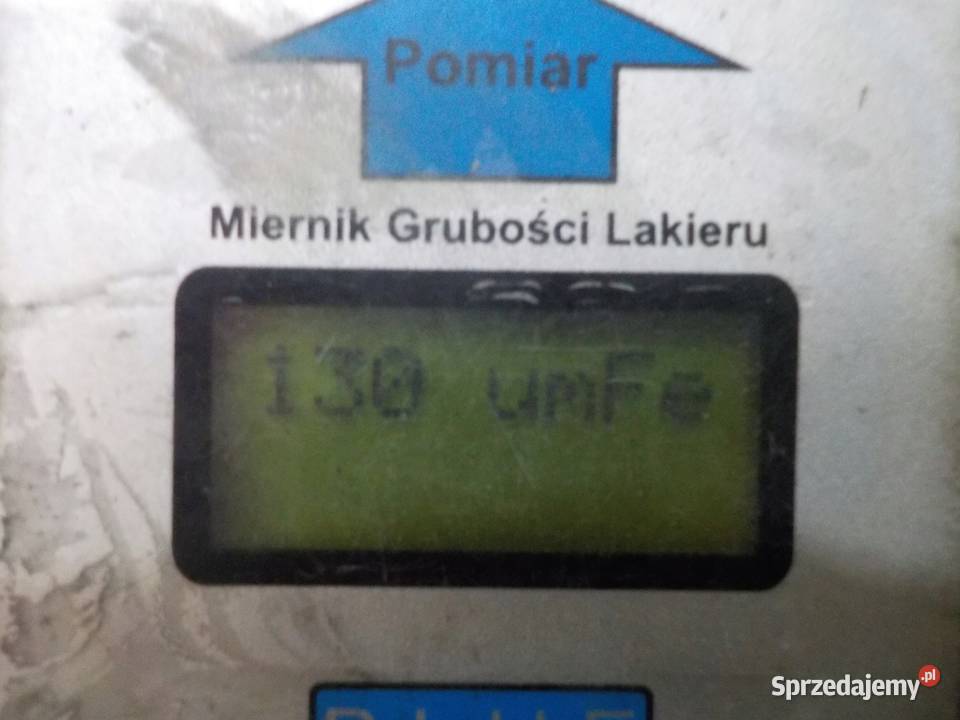 Pomiar
Miernik Grubości Lakieru
130 umFe
Sprzedajemy.pl